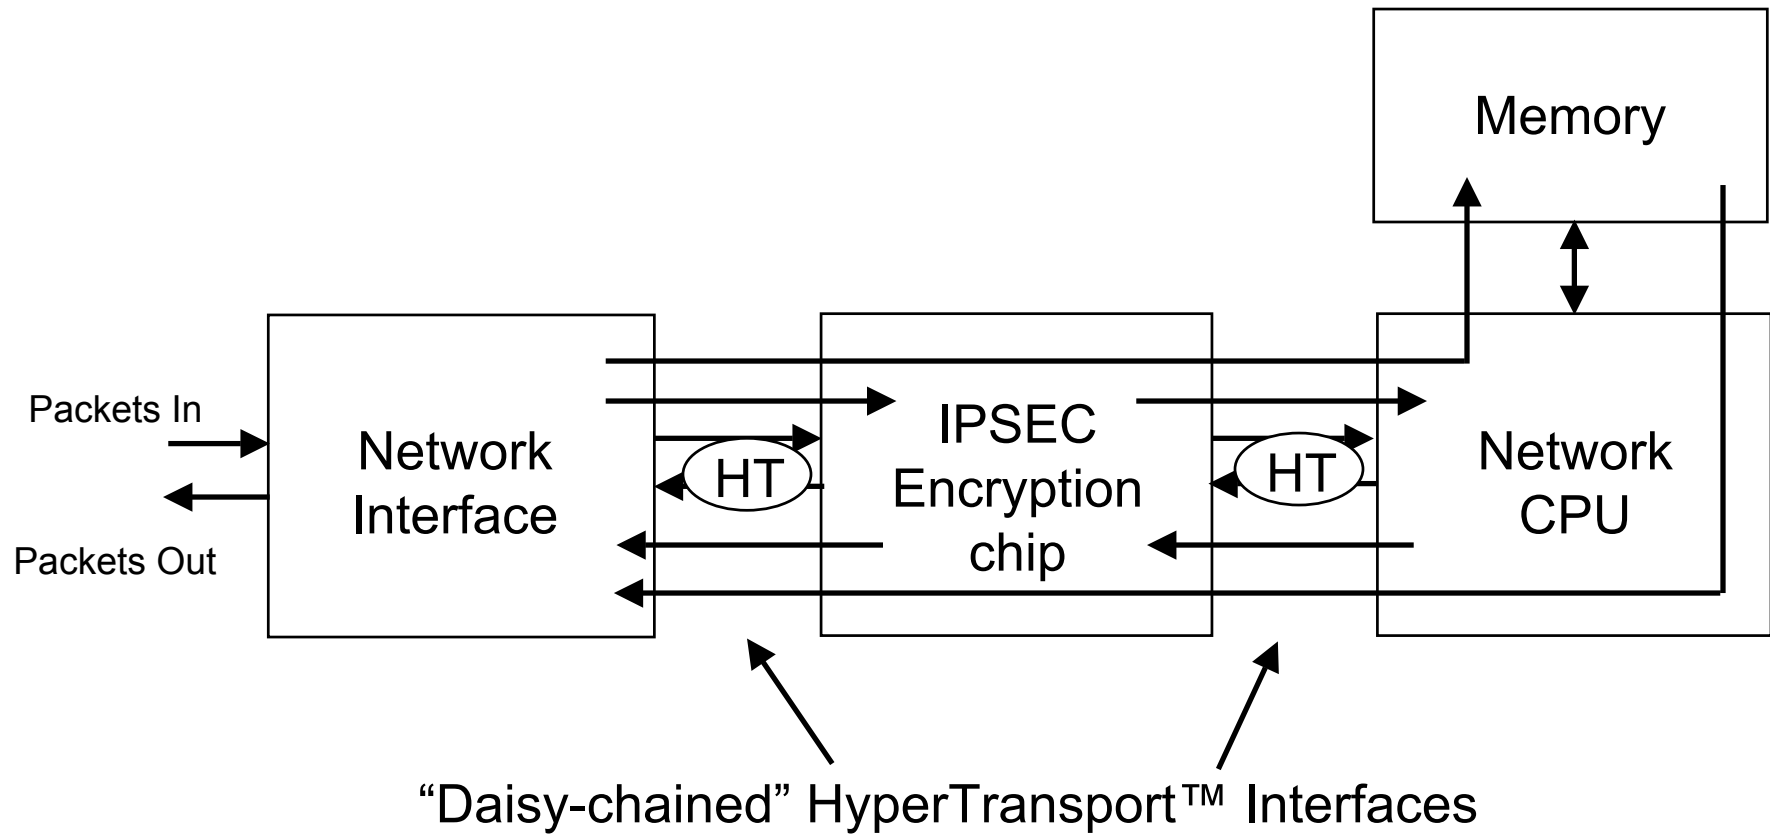 Memory
Packets In
Packets Out
Network
Interface
HT
IPSEC
Encryption
chip
HT
Network
CPU
“Daisy-chained” HyperTransport™ Interfaces